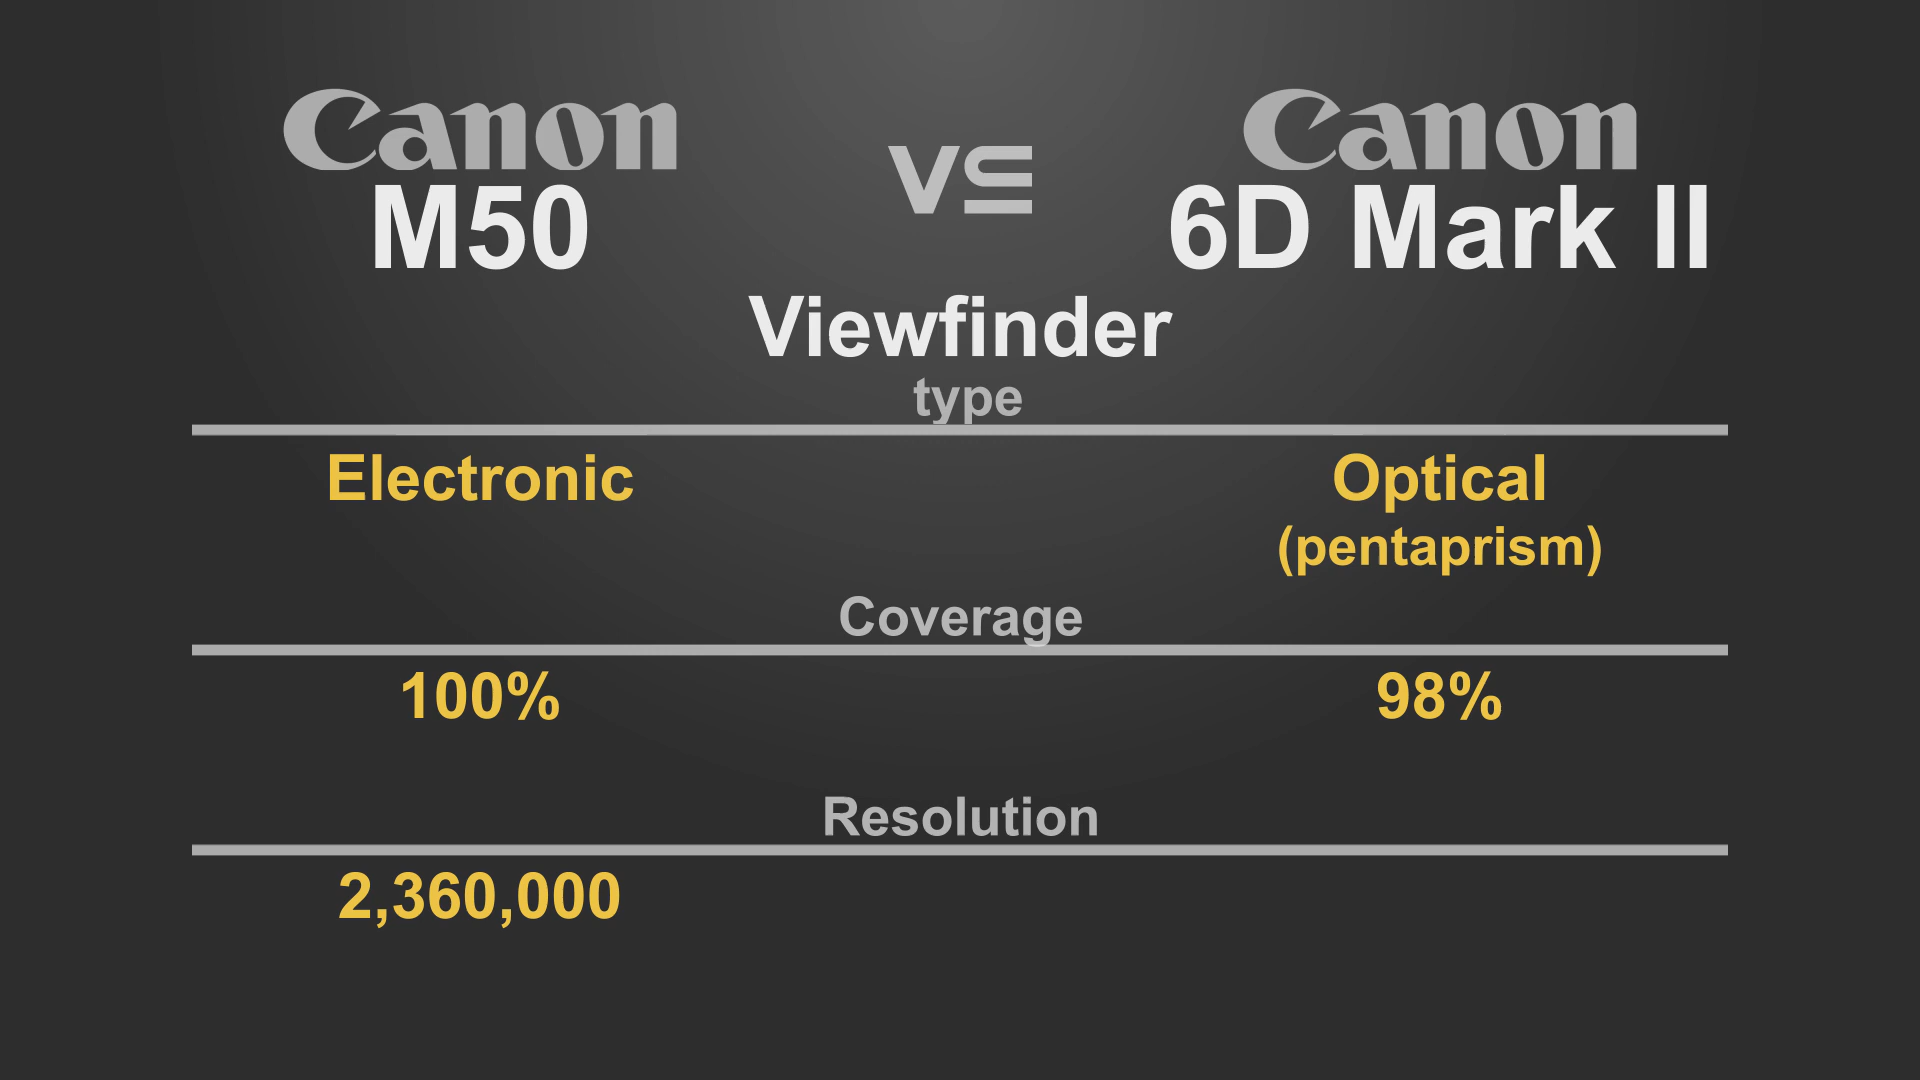 Canon
M50
VS
Canon
6D Mark II
Viewfinder
type
Electronic
Optical
(pentaprism)
Coverage
100%
98%
Resolution
2,360,000